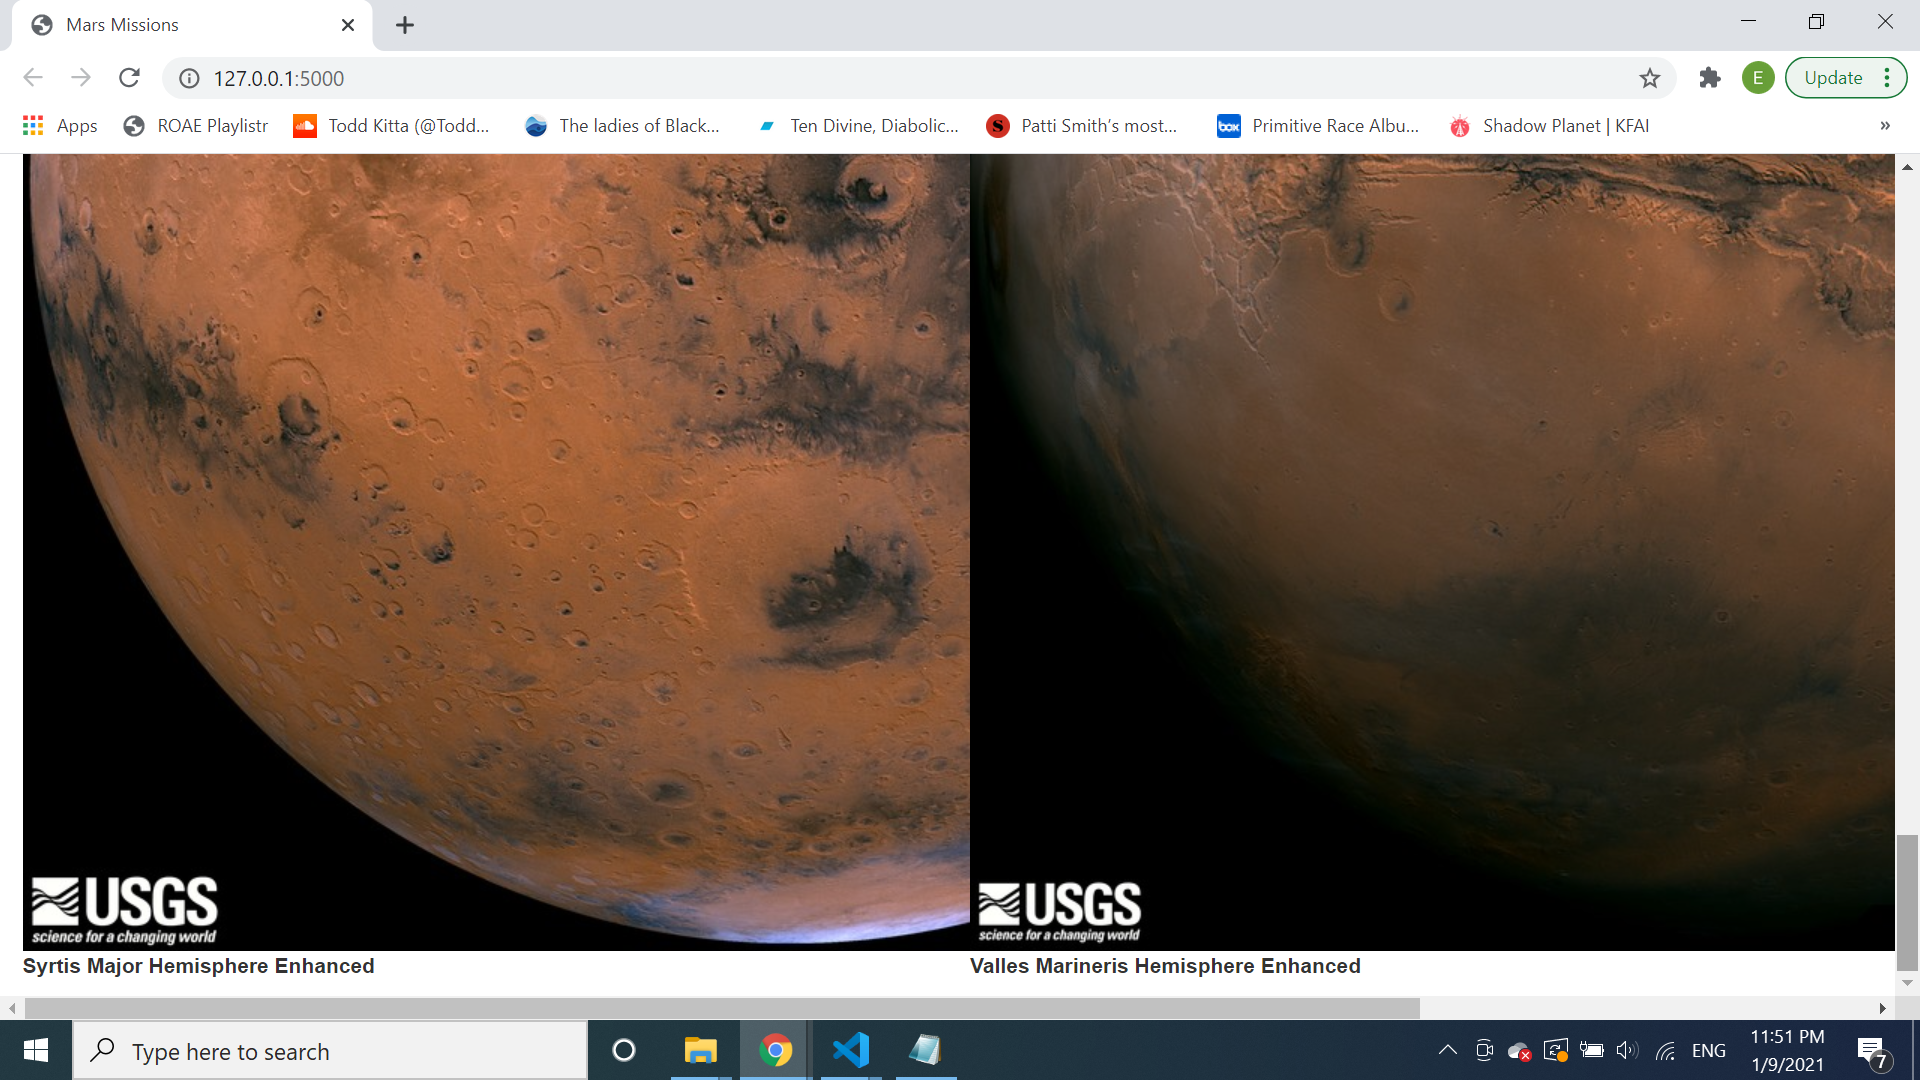 Mars Missions
127.0.0.1:5000
E
Update
Apps
ROAE Playlistr
Todd Kitta (@Todd...
The ladies of Black...
Ten Divine, Diabolic...
S
Patti Smith’s most...
box
Primitive Race Albu...
Shadow Planet | KFAI
»
USGS
science for a changing world
USGS
science for a changing world
Syrtis Major Hemisphere Enhanced
Valles Marineris Hemisphere Enhanced
Type here to search
ENG
11:51 PM
1/9/2021
7